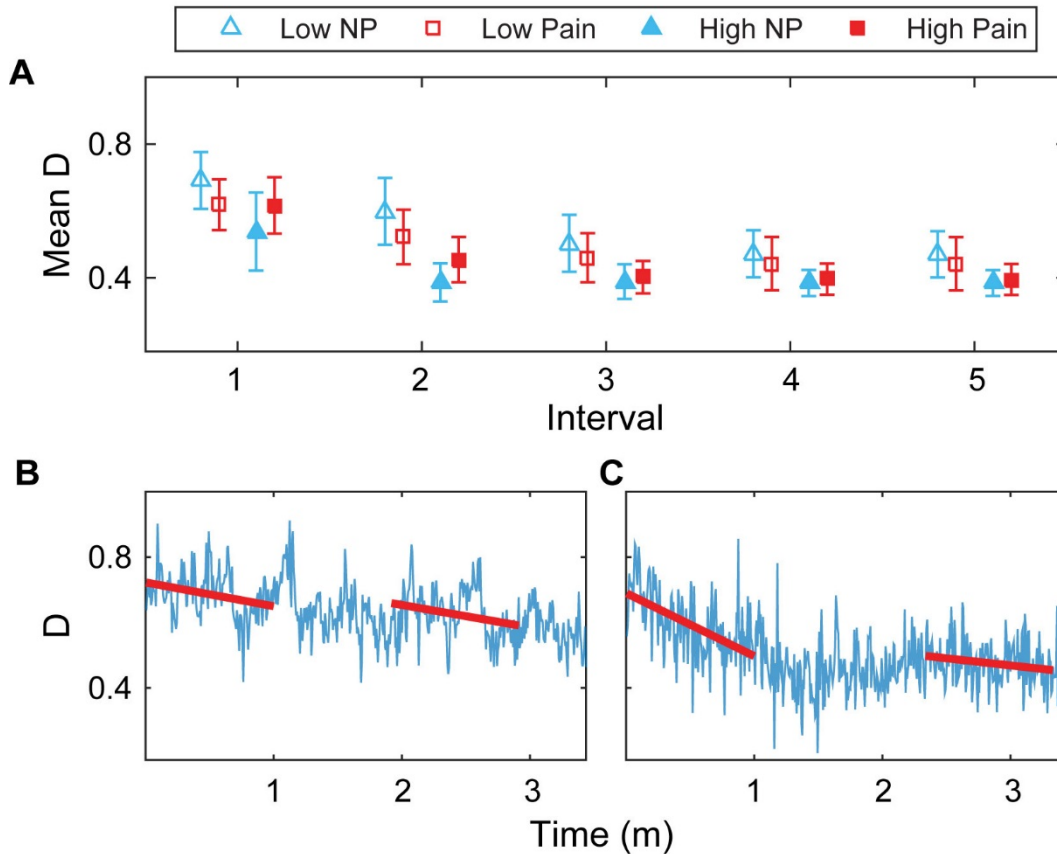 Low NP Low Pain High NP High Pain
A
Mean D
0.8
0.4
1 2 3 4 5
Interval
B C
D
0.8
0.4
1 2 3 1 2 3
Time (m)